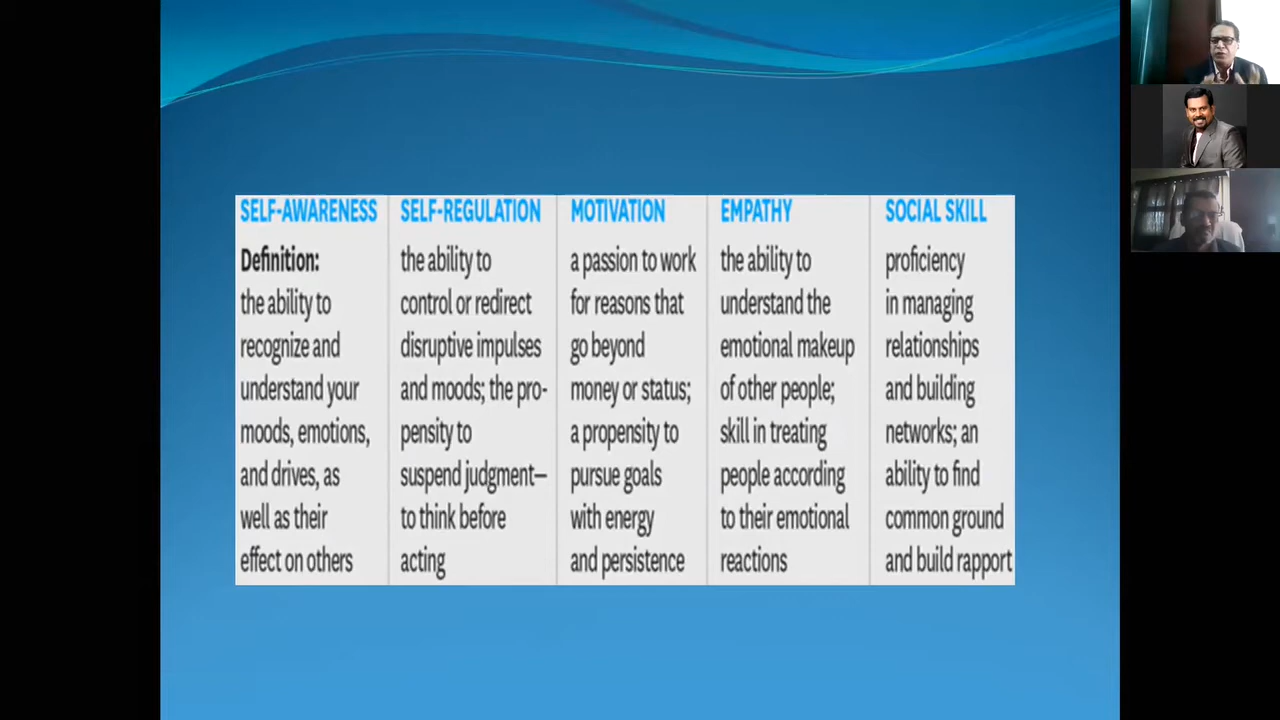 SELF-AWARENESS
Definition:
the ability to
recognize and
understand your
moods, emotions,
and drives, as
well as their
effect on others
SELF-REGULATION
the ability to
control or redirect
disruptive impulses
and moods; the pro-
pensity to
suspend judgment—
to think before
acting
MOTIVATION
a passion to work
for reasons that
go beyond
money or status;
a propensity to
pursue goals
with energy
and persistence
EMPATHY
the ability to
understand the
emotional makeup
of other people;
skill in treating
people according
to their emotional
reactions
SOCIAL SKILL
proficiency
in managing
relationships
and building
networks; an
ability to find
common ground
and build rapport